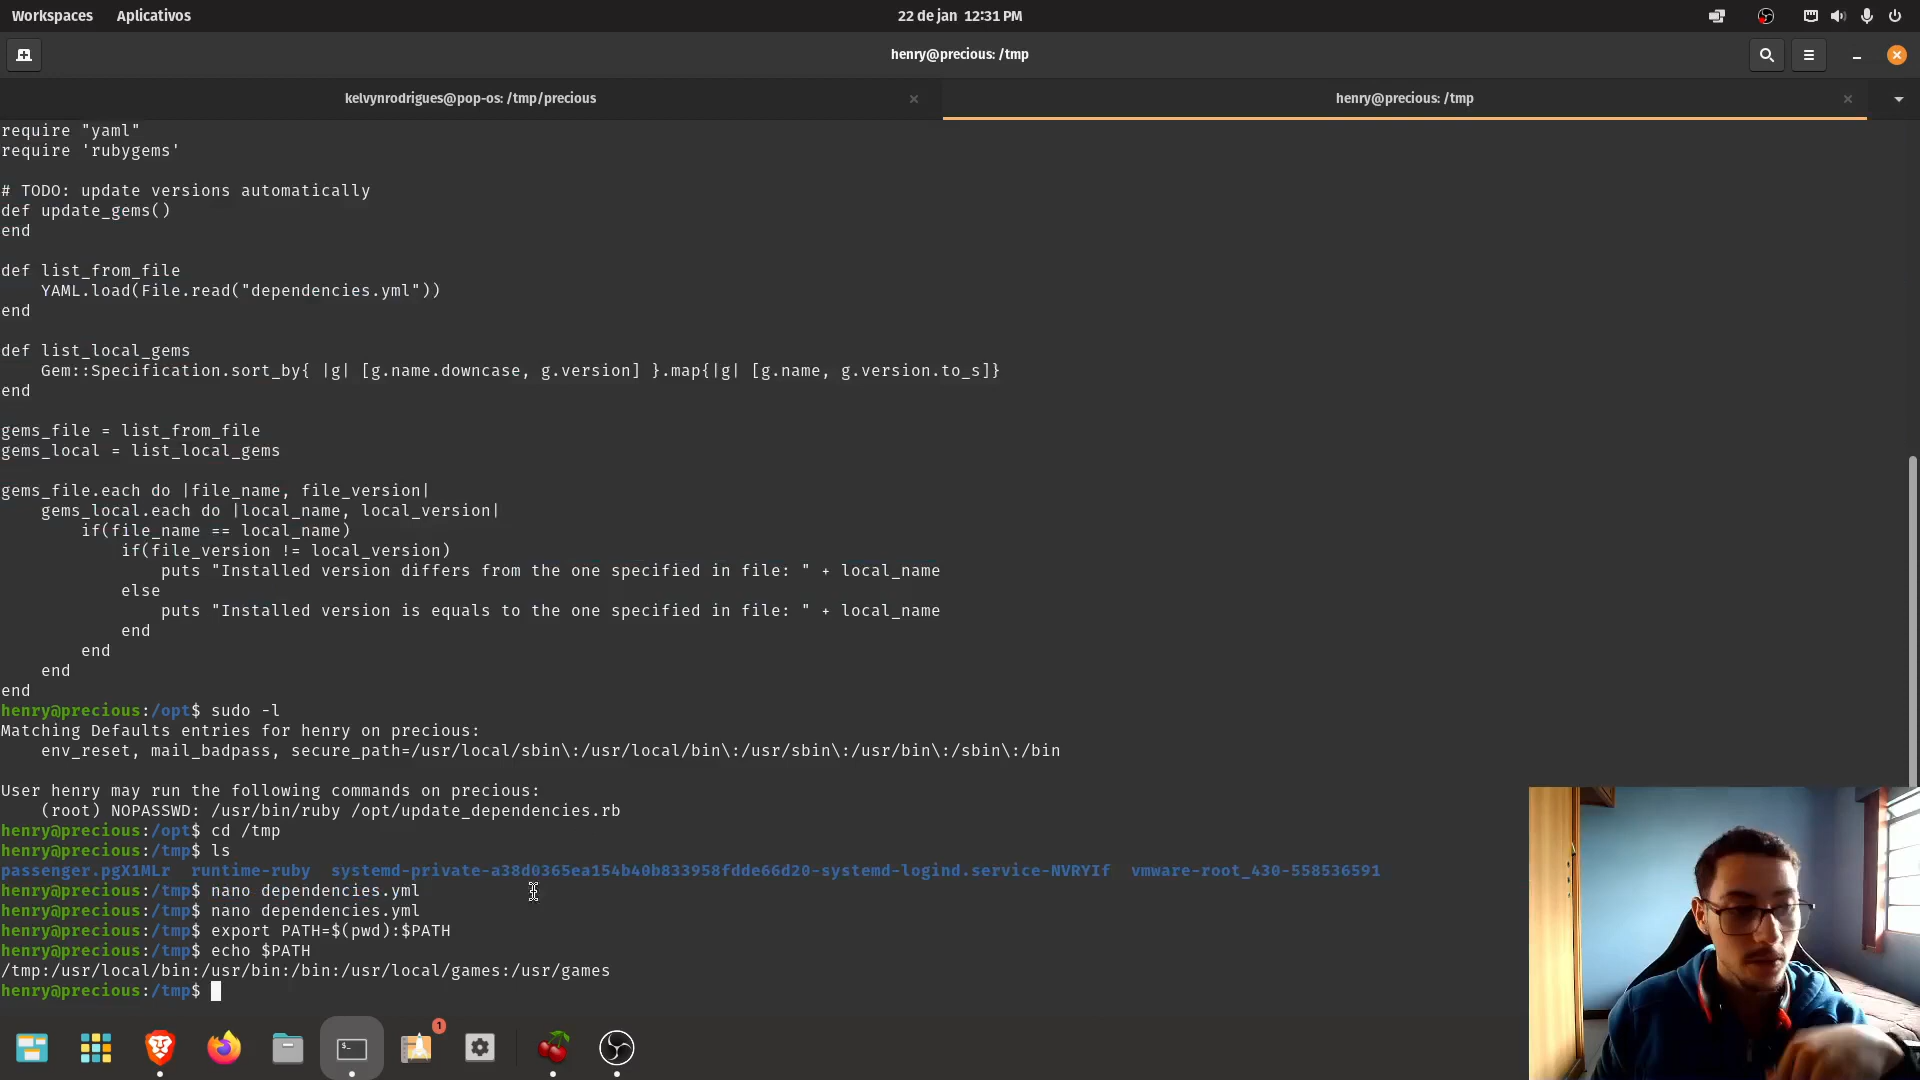 Workspaces Aplicativos 22 de jan 12:31 PM
henry@precious: /tmp
kelvynrodrigues@pop-os: /tmp/precious henry@precious: /tmp
require "yaml"
require 'rubygems'
# TODO: update versions automatically
def update_gems()
end
def list_from_file
YAML.load(File.read("dependencies.yml"))
end
def list_local_gems
Gem::Specification.sort_by{ |g| [g.name.downcase, g.version] }.map{|g| [g.name, g.version.to_s]}
end
gems_file = list_from_file
gems_local = list_local_gems
gems_file.each do |file_name, file_version|
gems_local.each do |local_name, local_version|
if(file_name == local_name)
if(file_version != local_version)
puts "Installed version differs from the one specified in file: " + local_name
else
puts "Installed version is equals to the one specified in file: " + local_name
end
end
end
end
henry@precious:/opt$ sudo -l
Matching Defaults entries for henry on precious:
env_reset, mail_badpass, secure_path=/usr/local/sbin\:/usr/local/bin\:/usr/sbin\:/usr/bin\:/sbin\:/bin
User henry may run the following commands on precious:
(root) NOPASSWD: /usr/bin/ruby /opt/update_dependencies.rb
henry@precious:/opt$ cd /tmp
henry@precious:/tmp$ ls
passenger.pgX1MLr runtime-ruby systemd-private-a38d0365ea154b40b833958fdde66d20-systemd-logind.service-NVRYIf vmware-root_430-558536591
henry@precious:/tmp$ nano dependencies.yml
henry@precious:/tmp$ nano dependencies.yml
henry@precious:/tmp$ export PATH=$(pwd):$PATH
henry@precious:/tmp$ echo $PATH
/tmp:/usr/local/bin:/usr/bin:/bin:/usr/local/games:/usr/games
henry@precious:/tmp$
1